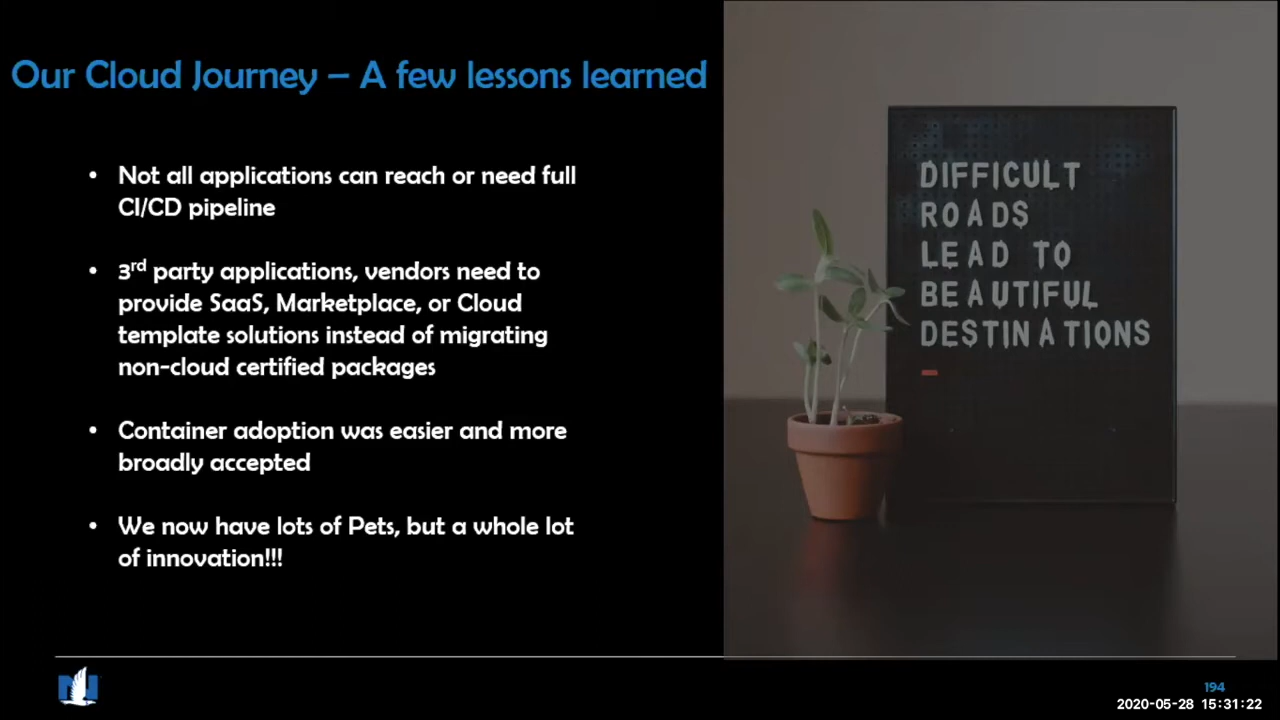 Our Cloud Journey – A few lessons learned
• Not all applications can reach or need full
CI/CD pipeline
• 3rd party applications, vendors need to
provide SaaS, Marketplace, or Cloud
template solutions instead of migrating
non-cloud certified packages
• Container adoption was easier and more
broadly accepted
• We now have lots of Pets, but a whole lot
of innovation!!!
DIFFICULT
ROADS
LEAD TO
BEAUTIFUL
DESTINATIONS
N
194
2020-05-28 15:31:22